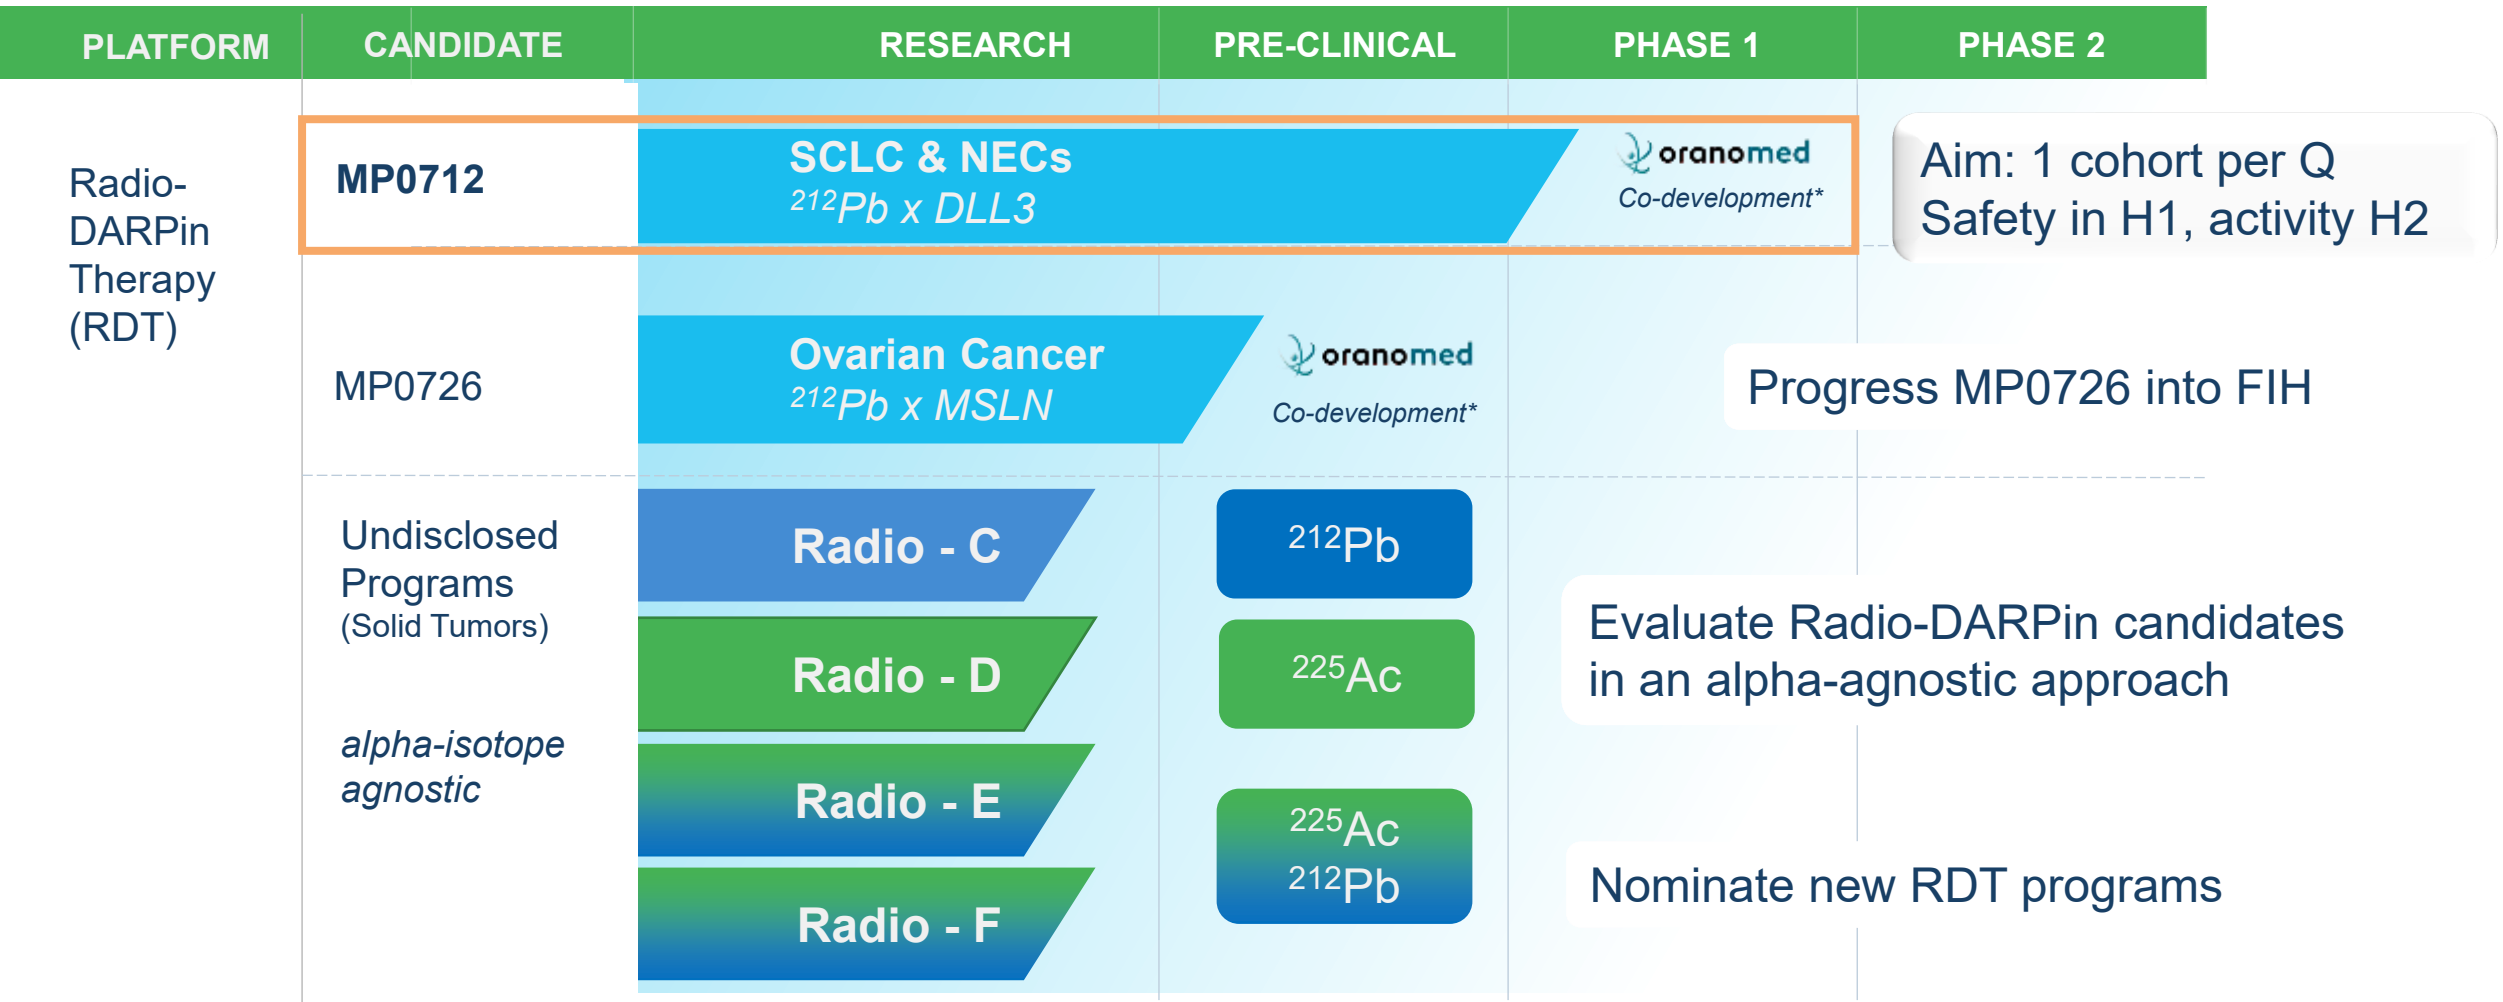 PLATFORM CANDIDATE RESEARCH PRE-CLINICAL PHASE 1 PHASE 2
Radio-
DARPin
Therapy
(RDT)
MP0712
SCLC & NECs
²¹²Pb x DLL3
oranomed
Co-development*
Aim: 1 cohort per Q
Safety in H1, activity H2
MP0726
Ovarian Cancer
²¹²Pb x MSLN
oranomed
Co-development*
Progress MP0726 into FIH
Undisclosed
Programs
(Solid Tumors)
alpha-isotope
agnostic
Radio - C
²¹²Pb
Radio - D
²²⁵Ac
Radio - E
Radio - F
²²⁵Ac
²¹²Pb
Evaluate Radio-DARPin candidates
in an alpha-agnostic approach
Nominate new RDT programs